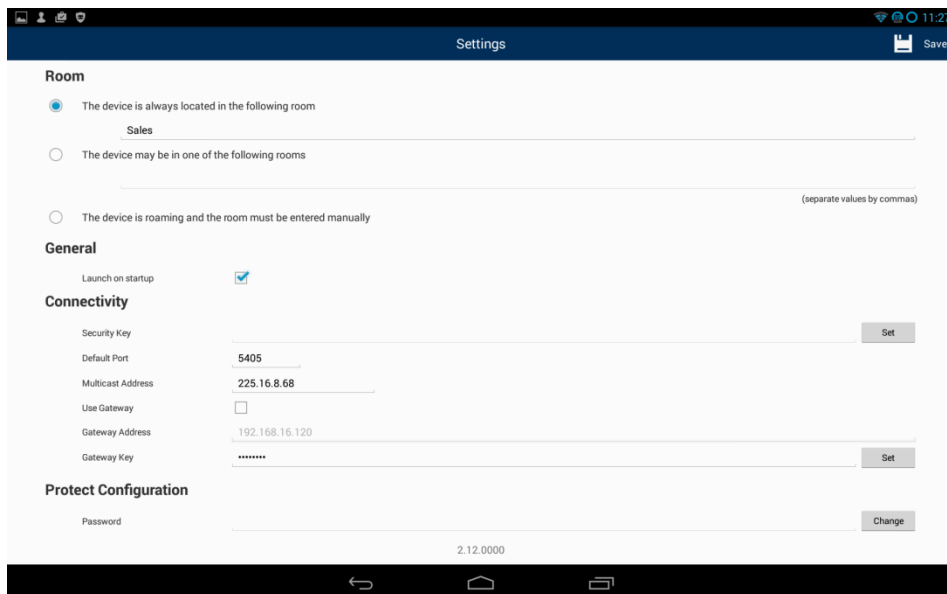 11:27
Settings
Save
Room
The device is always located in the following room
Sales
The device may be in one of the following rooms
(separate values by commas)
The device is roaming and the room must be entered manually
General
Launch on startup
Connectivity
Security Key
Set
Default Port
5405
Multicast Address
225.16.8.68
Use Gateway
Gateway Address
192.168.16.120
Gateway Key
••••••••
Set
Protect Configuration
Password
Change
2.12.0000